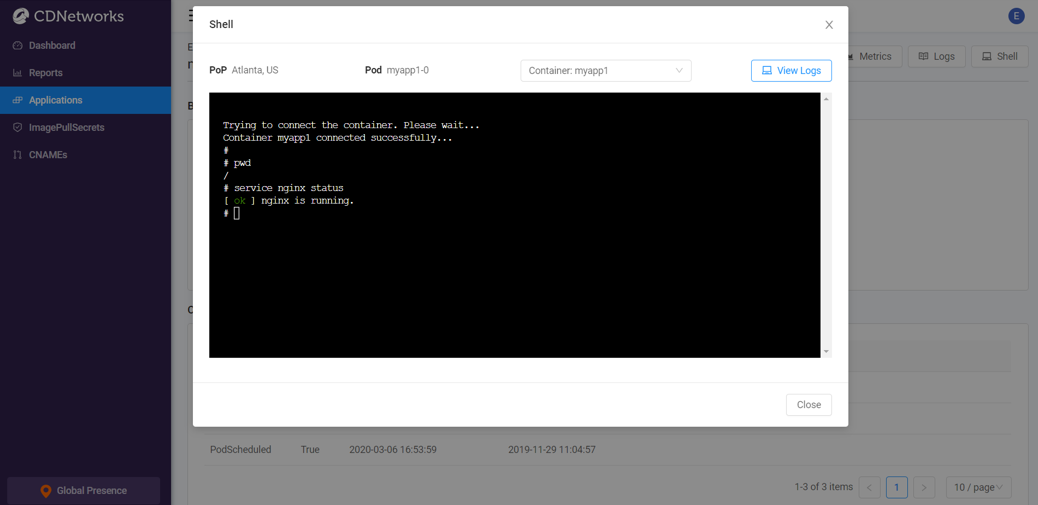 CDNetworks
Dashboard
Reports
Applications
ImagePullSecrets
CNAMEs
Global Presence
E
Metrics
Logs
Shell
Shell
PoP Atlanta, US
Pod myapp1-0
Container: myapp1
View Logs
Trying to connect the container. Please wait...
Container myapp1 connected successfully...
#
# pwd
/
# service nginx status
[ ok ] nginx is running.
#
Close
PodScheduled True 2020-03-06 16:53:59 2019-11-29 11:04:57
1-3 of 3 items < 1 > 10 / page